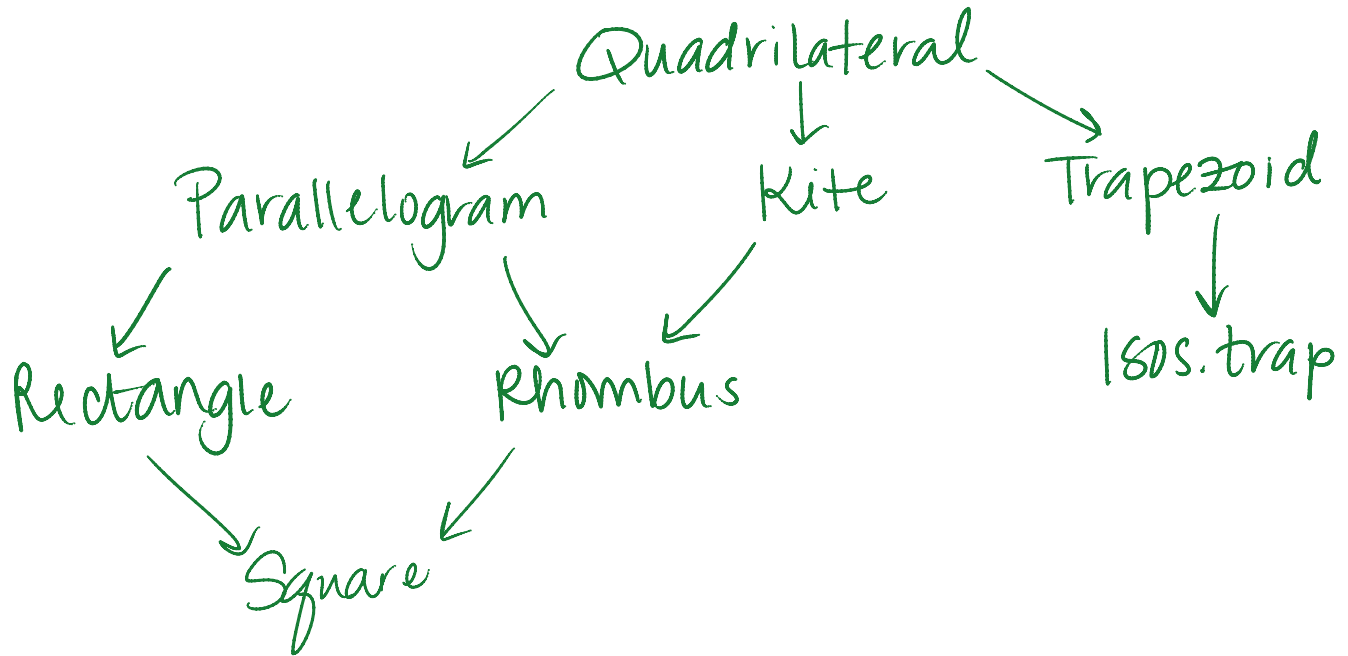 Quadrilateral
Parallelogram
Kite
Trapezoid
Rectangle
Rhombus
Isos. trap
Square